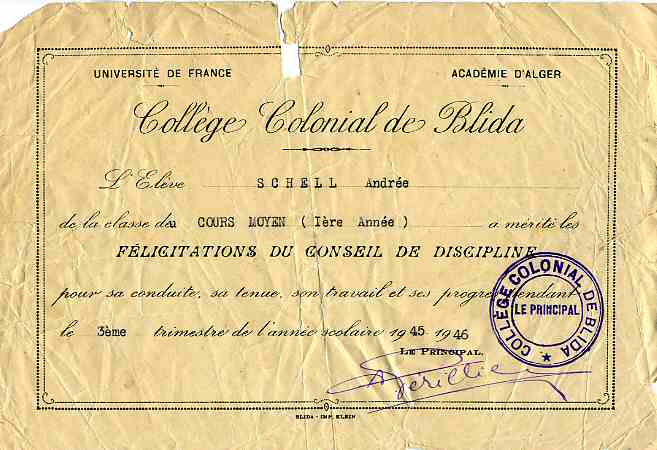 UNIVERSITÉ DE FRANCE
ACADÉMIE D'ALGER
Collège Colonial de Blida
L'Elève SCHELL Andrée
de la classe du COURS MOYEN ( Ière Année ) a mérité les
FÉLICITATIONS DU CONSEIL DE DISCIPLINE
pour sa conduite, sa tenue, son travail et ses progrès pendant
le 3ème trimestre de l'année scolaire 1945 1946
LE PRINCIPAL.
COLLÈGE COLONIAL DE BLIDA
LE PRINCIPAL
BLIDA - IMP. KLEIN